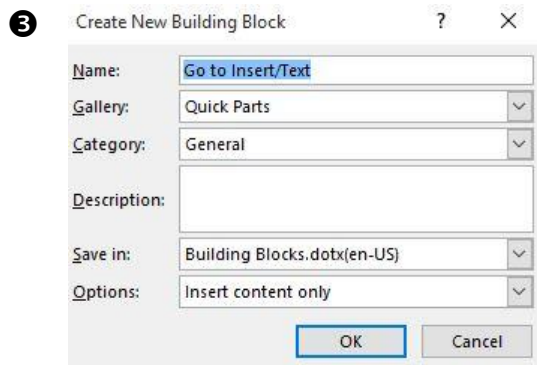 ❸ Create New Building Block ? ×
Name: Go to Insert/Text
Gallery: Quick Parts
Category: General
Description:
Save in: Building Blocks.dotx(en-US)
Options: Insert content only
OK Cancel